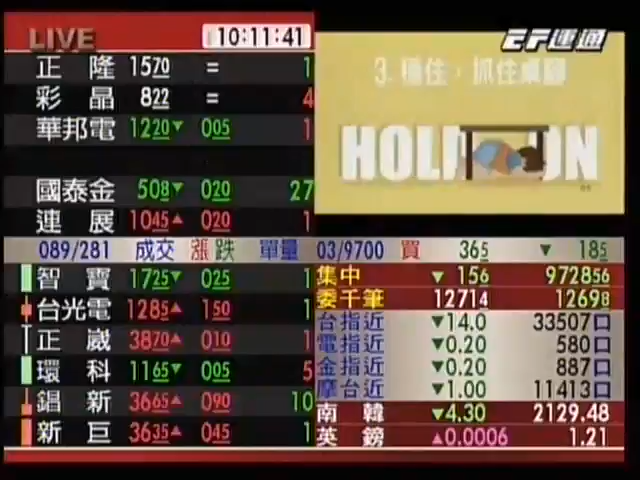 LIVE 10:11:41
EF運通
正隆 1570 = 1
彩晶 822 = 4
華邦電 1220▼ 005 1
國泰金 508▼ 020 27
連展 1045▲ 020 1
3. 穩住，抓住桌腳
HOLD ON
089/281 成交 漲跌 單量
03/9700 買 365 ▼ 185
智寶 1725▼ 025 1
台光電 1285▲ 150 1
正崴 3870▲ 010 1
環科 1165▼ 005 5
錩新 3665▲ 090 10
新巨 3635▲ 045 1
集中 ▼ 156 972856
委千筆 12714 12698
台指近 ▼14.0 33507口
電指近 ▼0.20 580口
金指近 ▼0.20 887口
摩台近 ▼1.00 11413口
南韓 ▼4.30 2129.48
英鎊 ▲0.0006 1.21